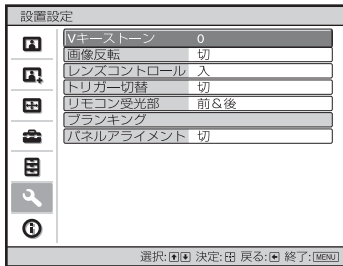 設置設定
Vキーストーン 0
画像反転 切
レンズコントロール 入
トリガー切替 切
リモコン受光部 前&後
ブランキング
パネルアライメント 切
選択: 決定: 戻る: 終了: MENU